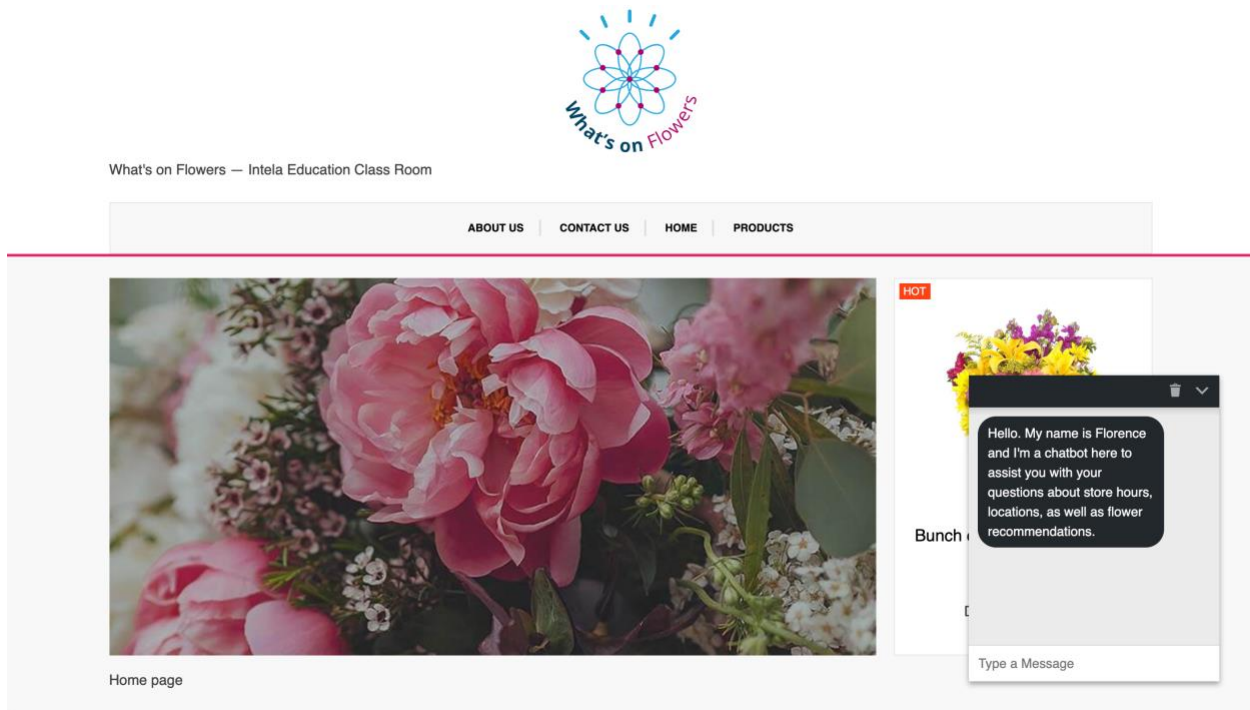 What's on Flowers
What's on Flowers — Intela Education Class Room
ABOUT US CONTACT US HOME PRODUCTS
HOT
Bunch
Hello. My name is Florence
and I'm a chatbot here to
assist you with your
questions about store hours,
locations, as well as flower
recommendations.
Type a Message
Home page